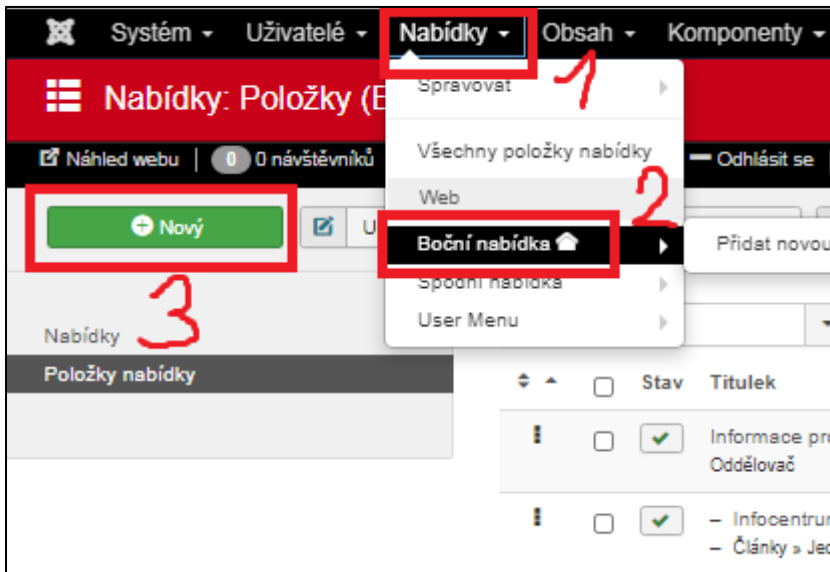 Systém Uživatelé Nabídky Obsah Komponenty
1
Nabídky: Položky (
Spravovat
Náhled webu 0 0 návštěvníků Všechny položky nabídky Odhlásit se
Web
2
Nový U
Boční nabídka Přidat novou
3
Spodní nabídka
User Menu
Nabídky
Položky nabídky
Stav Titulek
Informace pro
Oddělovač
– Infocentrum
– Články » Jed